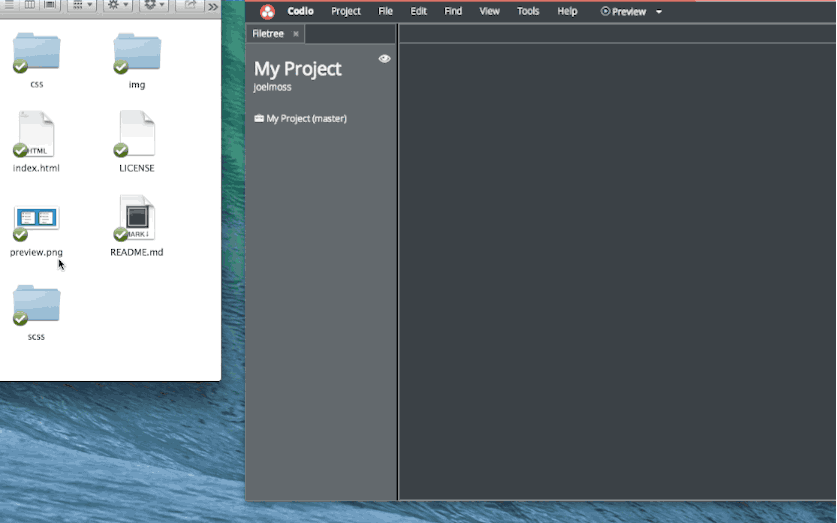 css
img
HTML
index.html
LICENSE
preview.png
MARK↓
README.md
scss
Codio Project File Edit Find View Tools Help Preview
Filetree ×
My Project
joelmoss
My Project (master)